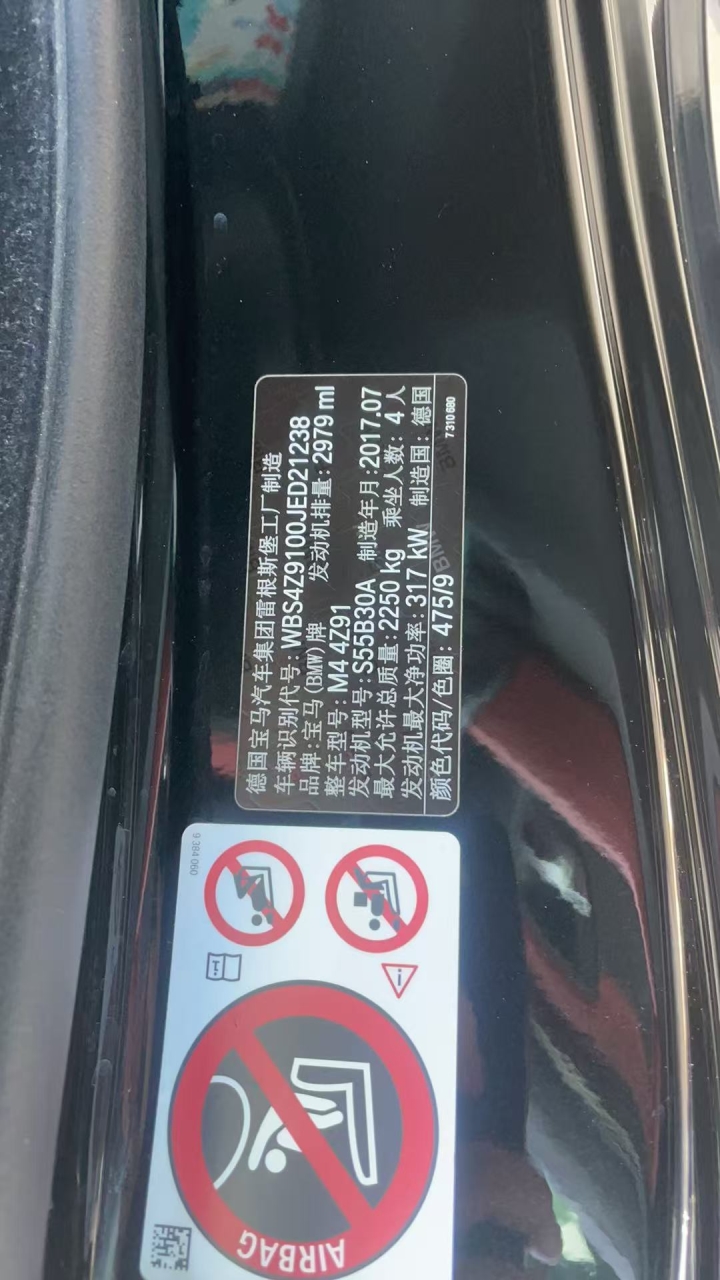 德国宝马汽车集团雷根斯堡工厂制造
车辆识别代号:WBS4Z9100JED21238
品牌:宝马(BMW)牌 发动机排量:2979 ml
整车型号:M4 4Z91
发动机型号:S55B30A 制造年月:2017.07
最大允许总质量:2250 kg 乘坐人数: 4 人
发动机最大净功率:317 kW 制造国: 德国
颜色代码/色圈: 475/9
7 310 680
9 384 060
AIRBAG